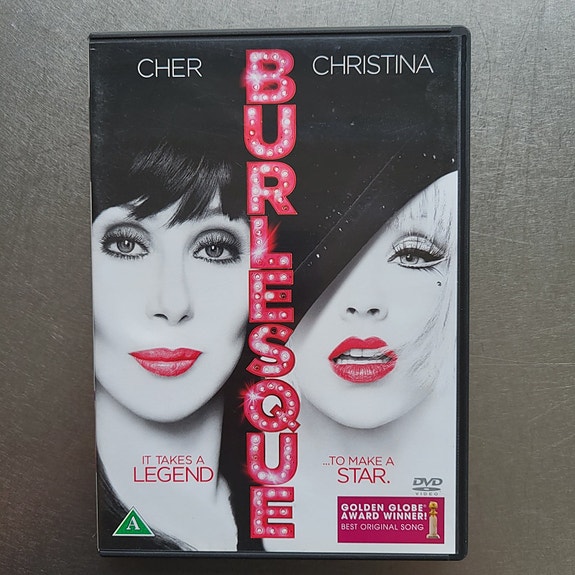 CHER
CHRISTINA
BURLESQUE
IT TAKES A
LEGEND
...TO MAKE A
STAR.
DVD
VIDEO
GOLDEN GLOBE®
AWARD WINNER!
BEST ORIGINAL SONG
A